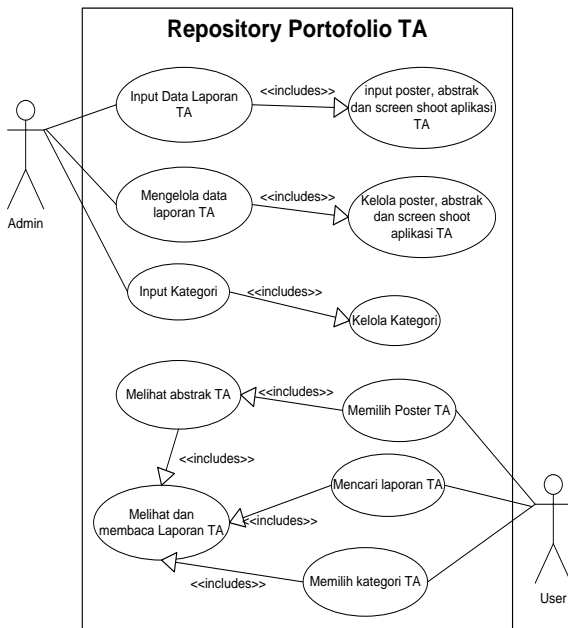 Repository Portofolio TA
Input Data Laporan
TA
<<includes>>
input poster, abstrak
dan screen shoot aplikasi
TA
Admin
Mengelola data
laporan TA
<<includes>>
Kelola poster, abstrak
dan screen shoot
aplikasi TA
Input Kategori
<<includes>>
Kelola Kategori
Melihat abstrak TA
<<includes>>
Memilih Poster TA
<<includes>>
Mencari laporan TA
Melihat dan
membaca Laporan TA
<<includes>>
<<includes>>
Memilih kategori TA
User